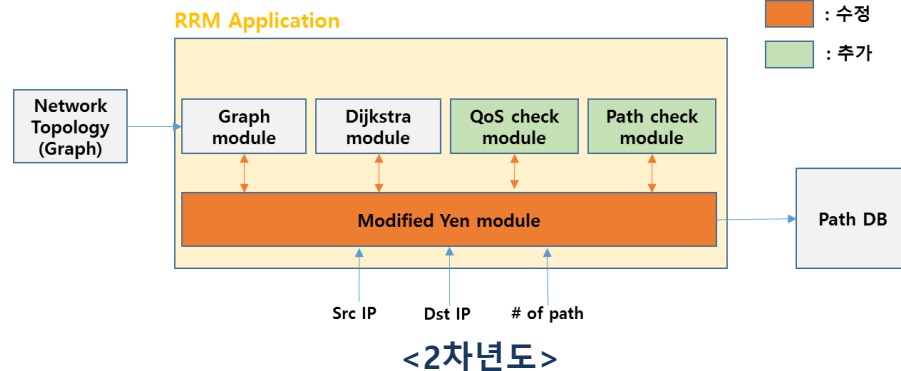 RRM Application
: 수정
: 추가
Network
Topology
(Graph)
Graph
module
Dijkstra
module
QoS check
module
Path check
module
Modified Yen module
Path DB
Src IP
Dst IP
# of path
<2차년도>